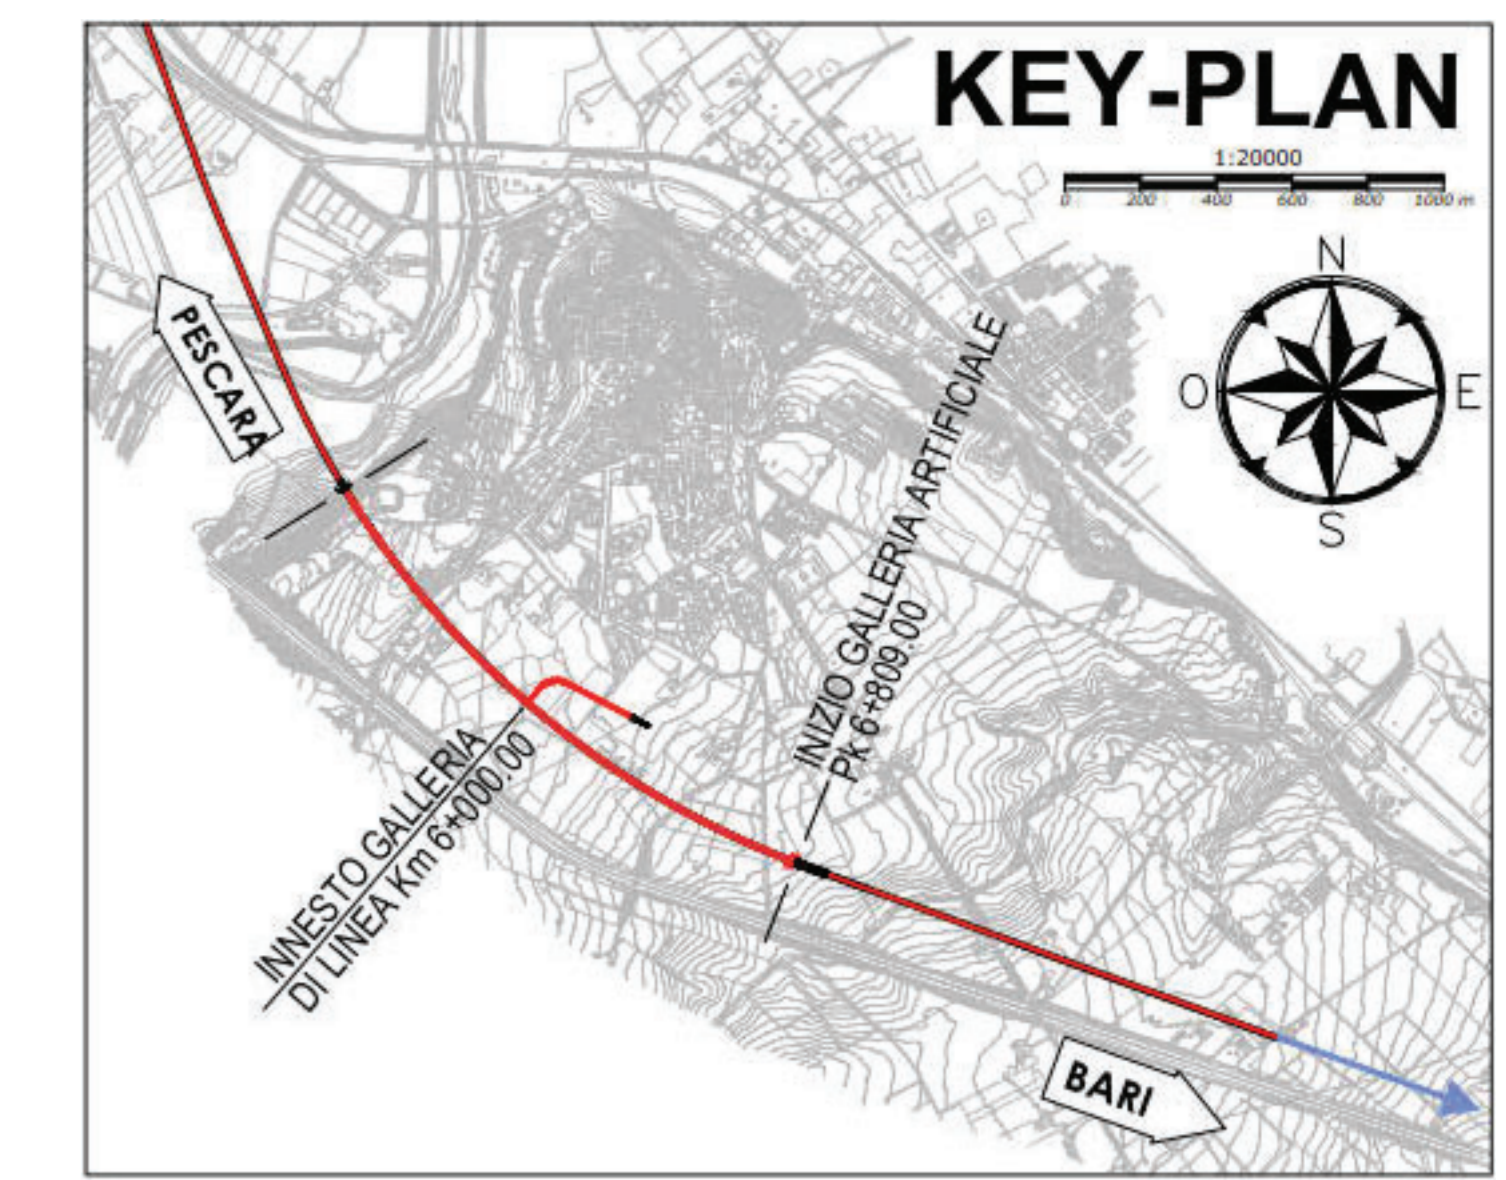 KEY-PLAN
1:20000
0 200 400 600 800 1000 m
N
O
E
S
PESCARA
INIZIO GALLERIA ARTIFICIALE
Pk 6+809.00
INNESTO GALLERIA
DI LINEA Km 6+000.00
BARI